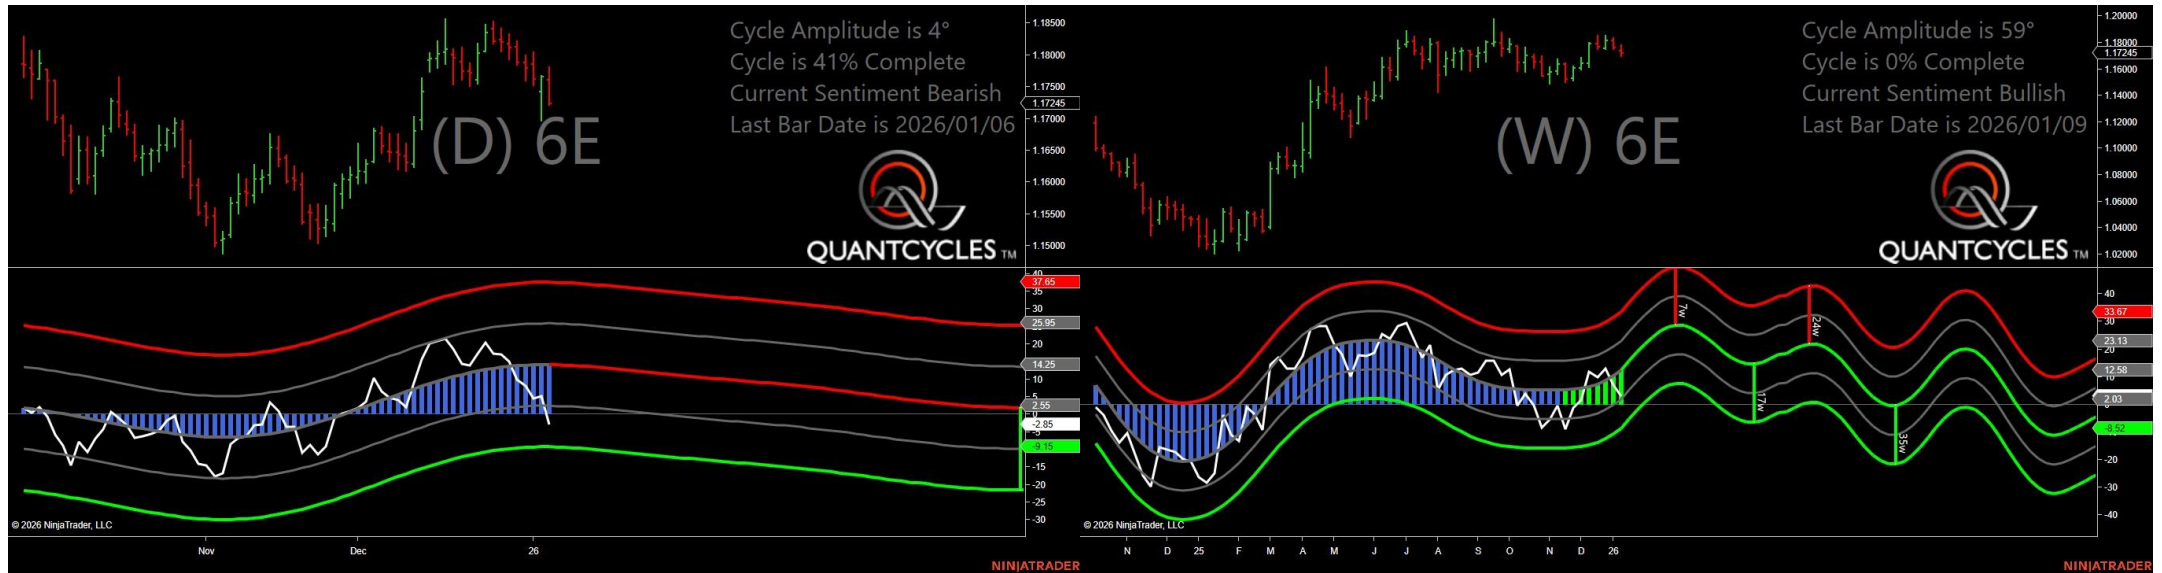 Cycle Amplitude is 4°
Cycle is 41% Complete
Current Sentiment Bearish
Last Bar Date is 2026/01/06
(D) 6E
QUANTCYCLES TM
1.18500
1.18000
1.17500
1.17245
1.17000
1.16500
1.16000
1.15500
1.15000
40
37.65
35
30
25.95
20
14.25
10
5
2.55
0
-2.85
-5
-9.15
-15
-20
-25
-30
© 2026 NinjaTrader, LLC
Nov
Dec
26
NINJATRADER
Cycle Amplitude is 59°
Cycle is 0% Complete
Current Sentiment Bullish
Last Bar Date is 2026/01/09
(W) 6E
QUANTCYCLES TM
1.20000
1.18000
1.17245
1.16000
1.14000
1.12000
1.10000
1.08000
1.06000
1.04000
1.02000
7w
24w
17w
35w
40
33.67
30
23.13
20
12.58
10
2.03
0
-8.52
-20
-30
-40
© 2026 NinjaTrader, LLC
N D 25 F M A M J J A S O N D 26
NINJATRADER